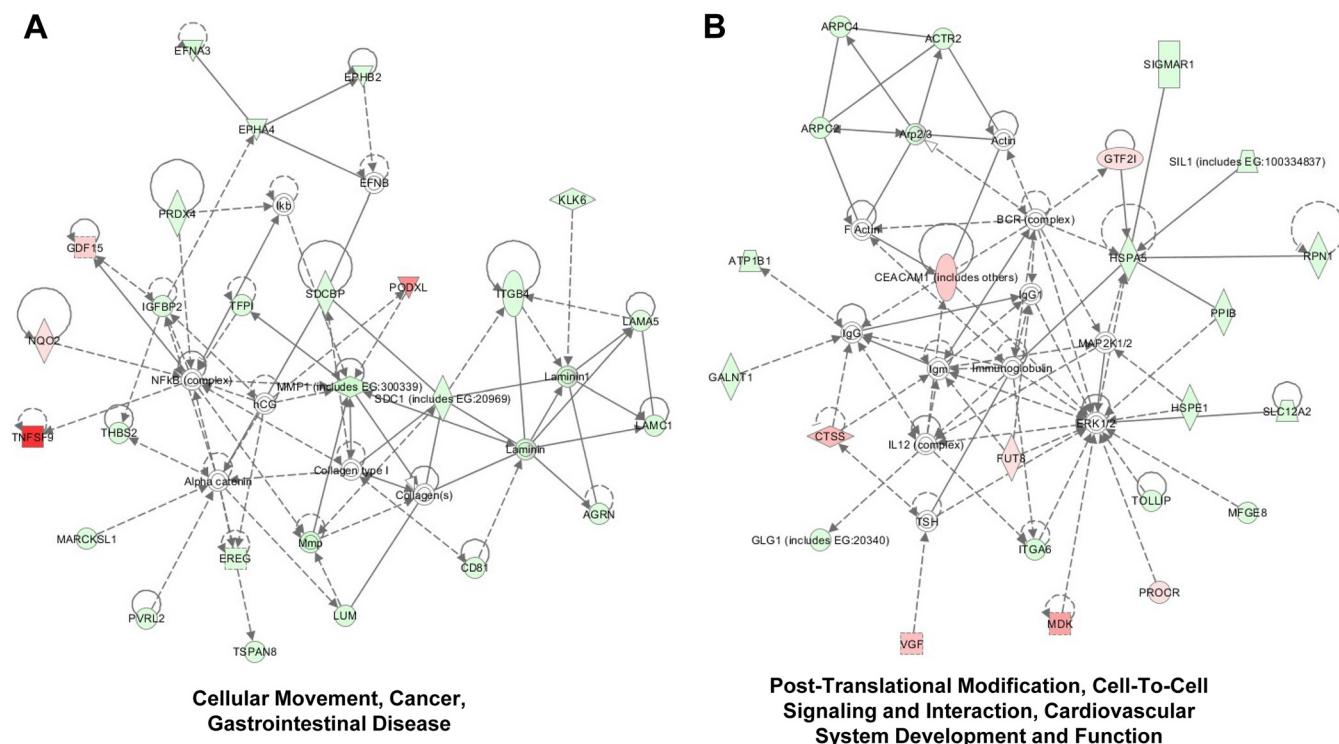 A
EFNA3
EPHB2
EPHA4
EFNB
PRDX4
Ikb
KLK6
GDF15
IGFBP2
TFPI
SDCBP
PODXL
ITGB4
LAMA5
NQO2
NFkB (complex)
MMP1 (includes EG:300339)
Laminin1
hCG
SDC1 (includes EG:20969)
TNFSF9
THBS2
LAMC1
Laminin
Alpha catenin
Collagen type I
Collagen(s)
AGRN
MARCKSL1
EREG
Mmp
CD81
PVRL2
LUM
TSPAN8
Cellular Movement, Cancer,
Gastrointestinal Disease
B
ARPC4
ACTR2
SIGMAR1
ARPC2
Arp2/3
Actin
GTF2I
SIL1 (includes EG:100334837)
BCR (complex)
F Actin
ATP1B1
CEACAM1 (includes others)
HSPA5
RPN1
IgG1
PPIB
IgG
MAP2K1/2
GALNT1
Igm
Immunoglobulin
HSPE1
SLC12A2
CTSS
IL12 (complex)
ERK1/2
FUT8
TSH
TOLLIP
MFGE8
GLG1 (includes EG:20340)
ITGA6
PROCR
VGF
MDK
Post-Translational Modification, Cell-To-Cell
Signaling and Interaction, Cardiovascular
System Development and Function